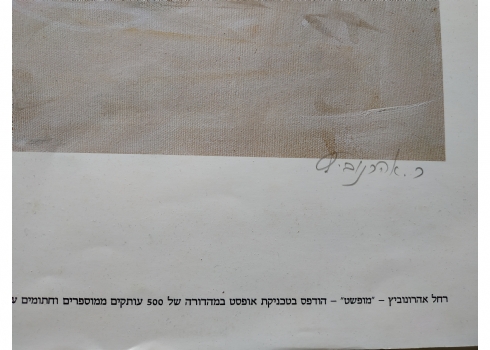 ר. אהרנוביץ
רחל אהרונוביץ – "מופשט" – הודפס בטכניקת אופסט במהדורה של 500 עותקים ממוספרים וחתומים